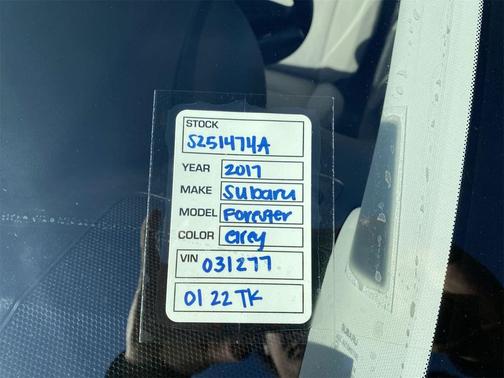 STOCK
S251474A
YEAR 2017
MAKE Subaru
MODEL Forester
COLOR Grey
VIN 031277
01 22 TK